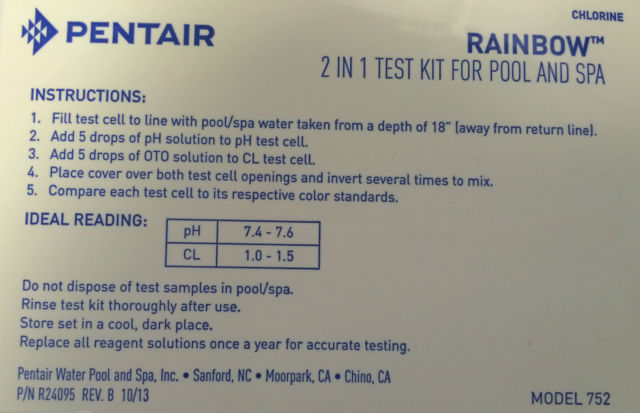 CHLORINE
PENTAIR
RAINBOW™
2 IN 1 TEST KIT FOR POOL AND SPA
INSTRUCTIONS:
1. Fill test cell to line with pool/spa water taken from a depth of 18" (away from return line).
2. Add 5 drops of pH solution to pH test cell.
3. Add 5 drops of OTO solution to CL test cell.
4. Place cover over both test cell openings and invert several times to mix.
5. Compare each test cell to its respective color standards.
IDEAL READING:
pH 7.4 - 7.6
CL 1.0 - 1.5
Do not dispose of test samples in pool/spa.
Rinse test kit thoroughly after use.
Store set in a cool, dark place.
Replace all reagent solutions once a year for accurate testing.
Pentair Water Pool and Spa, Inc. • Sanford, NC • Moorpark, CA • Chino, CA
P/N R24095 REV. B 10/13
MODEL 752